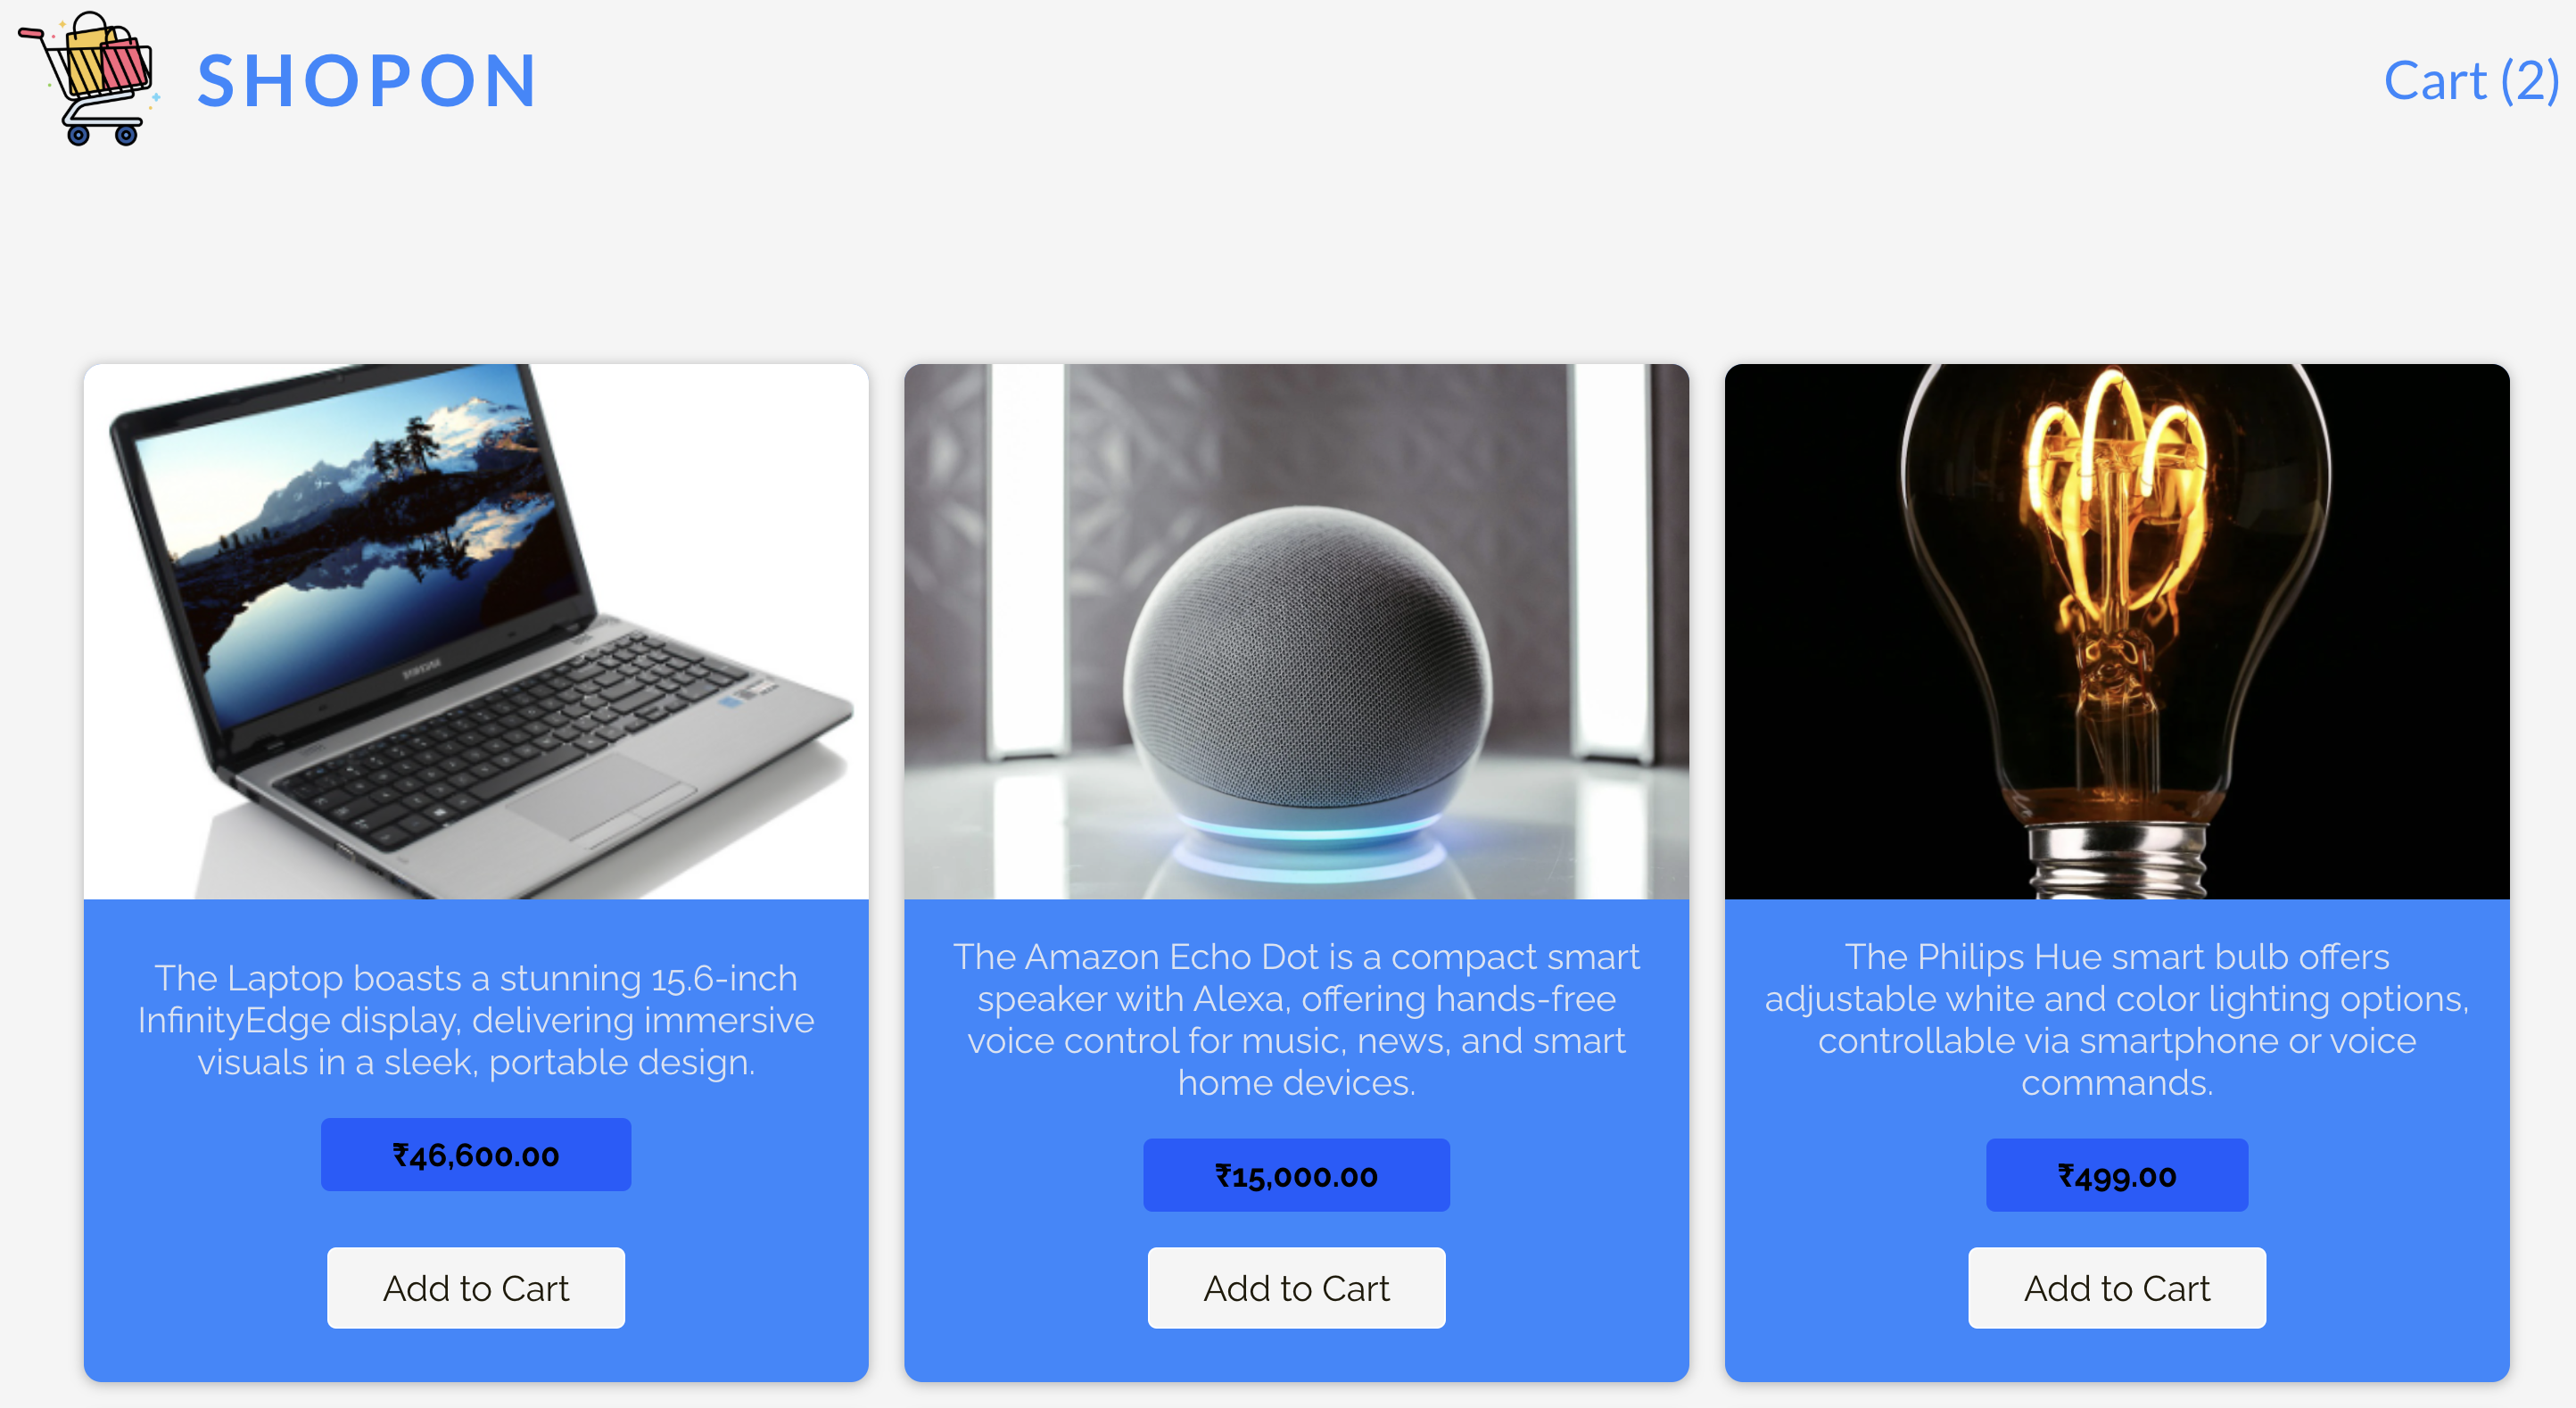 SHOPON
Cart (2)
The Laptop boasts a stunning 15.6-inch
InfinityEdge display, delivering immersive
visuals in a sleek, portable design.
₹46,600.00
Add to Cart
The Amazon Echo Dot is a compact smart
speaker with Alexa, offering hands-free
voice control for music, news, and smart
home devices.
₹15,000.00
Add to Cart
The Philips Hue smart bulb offers
adjustable white and color lighting options,
controllable via smartphone or voice
commands.
₹499.00
Add to Cart